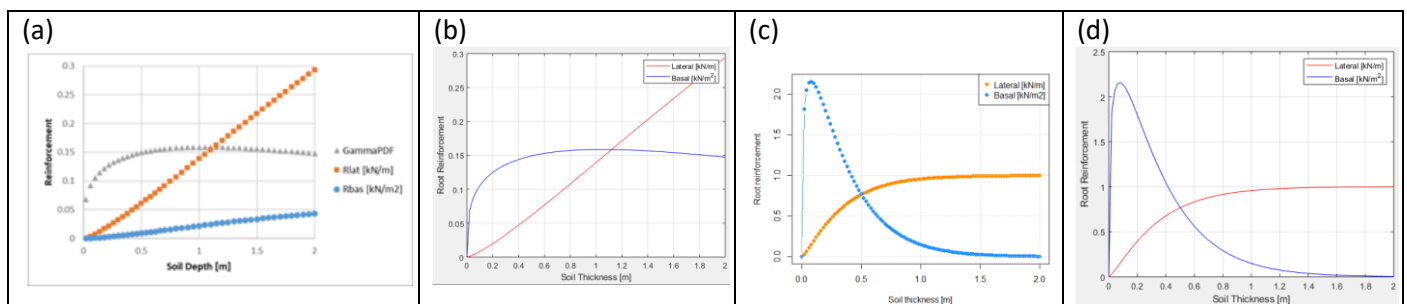 (a)
0.3
0.25
0.2
0.15
0.1
0.05
0
Reinforcement
0 0.5 1 1.5 2
Soil Depth [m]
GammaPDF
Rlat [kN/m]
Rbas [kN/m2]
(b)
0.3
0.25
0.2
0.15
0.1
0.05
0
Root Reinforcement
0 0.2 0.4 0.6 0.8 1 1.2 1.4 1.6 1.8 2
Soil Thickness [m]
Lateral [kN/m]
Basal [kN/m²]
(c)
2.0
1.5
1.0
0.5
0.0
Root reinforcement
0.0 0.5 1.0 1.5 2.0
Soil thickness [m]
Lateral [kN/m]
Basal [kN/m2]
(d)
2.5
2
1.5
1
0.5
0
Root Reinforcement
0 0.2 0.4 0.6 0.8 1 1.2 1.4 1.6 1.8 2
Soil Thickness [m]
Lateral [kN/m]
Basal [kN/m²]